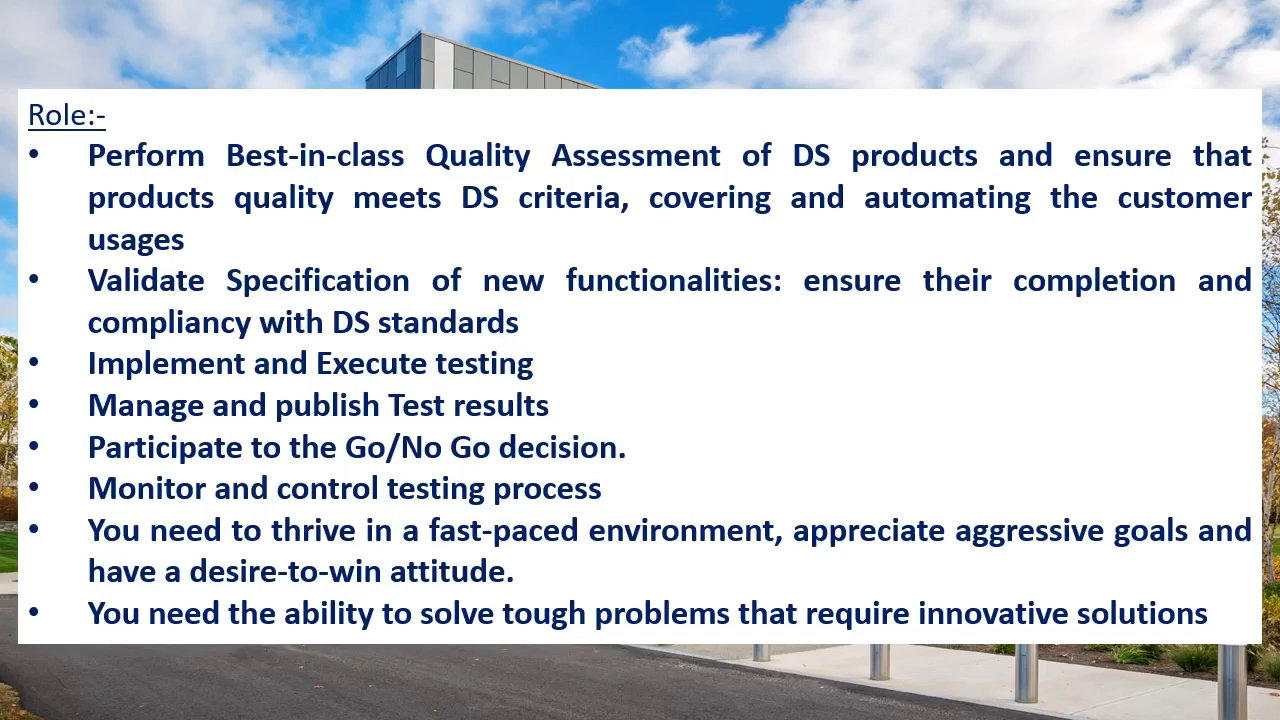 Role:-
• Perform Best-in-class Quality Assessment of DS products and ensure that
products quality meets DS criteria, covering and automating the customer
usages
• Validate Specification of new functionalities: ensure their completion and
compliancy with DS standards
• Implement and Execute testing
• Manage and publish Test results
• Participate to the Go/No Go decision.
• Monitor and control testing process
• You need to thrive in a fast-paced environment, appreciate aggressive goals and
have a desire-to-win attitude.
• You need the ability to solve tough problems that require innovative solutions